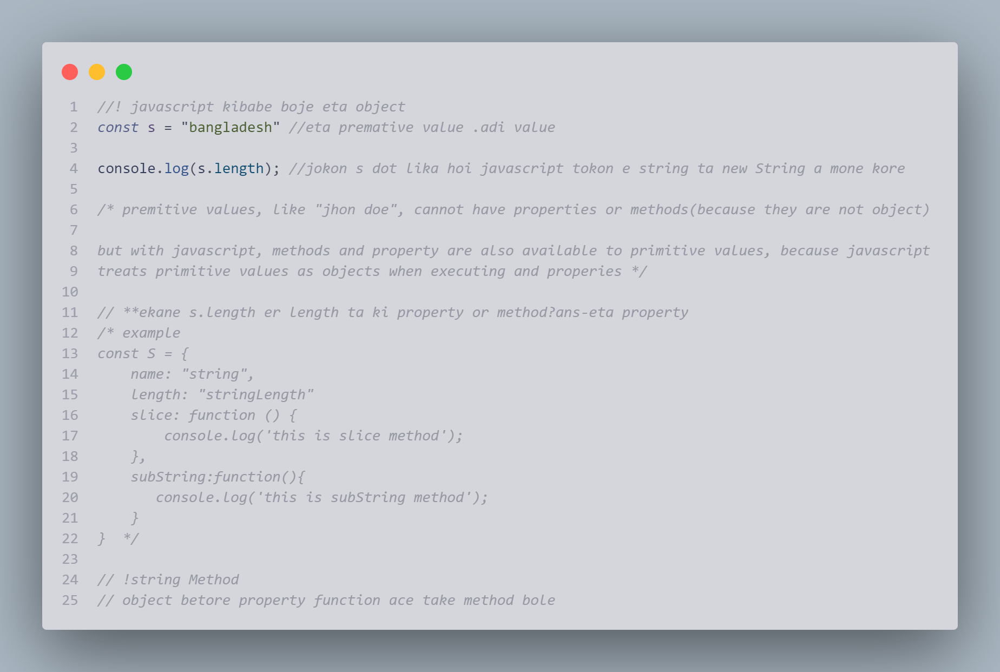 1 //! javascript kibabe boje eta object
2 const s = "bangladesh" //eta premative value .adi value
3
4 console.log(s.length); //jokon s dot lika hoi javascript tokon e string ta new String a mone kore
5
6 /* premitive values, like "jhon doe", cannot have properties or methods(because they are not object)
7
8 but with javascript, methods and property are also available to primitive values, because javascript
9 treats primitive values as objects when executing and properies */
10
11 // **ekane s.length er length ta ki property or method?ans-eta property
12 /* example
13 const S = {
14     name: "string",
15     length: "stringLength"
16     slice: function () {
17         console.log('this is slice method');
18     },
19     subString:function(){
20        console.log('this is subString method');
21     }
22 }  */
23
24 // !string Method
25 // object betore property function ace take method bole